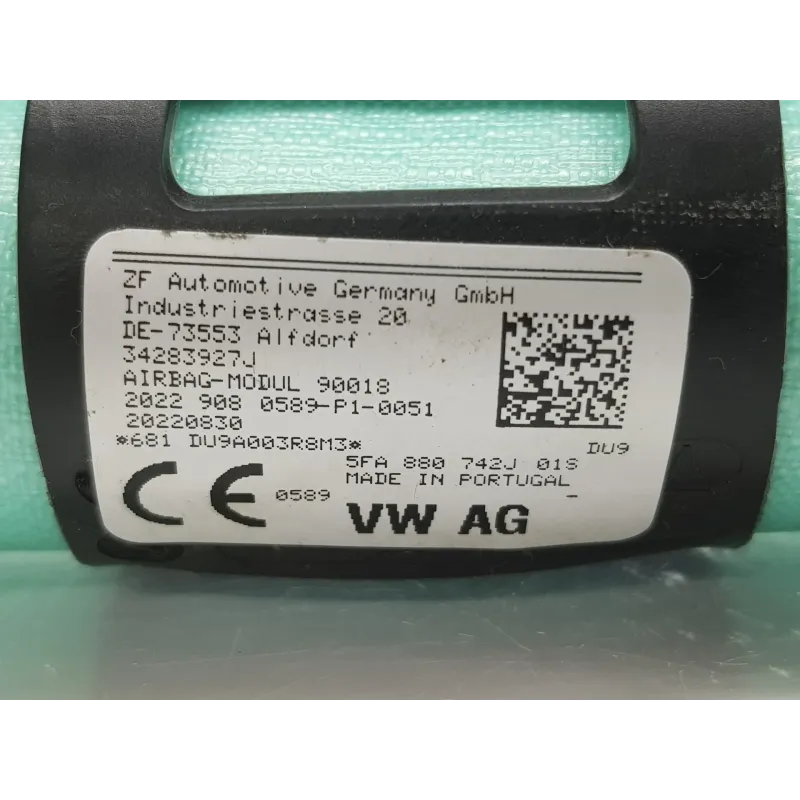 ZF Automotive Germany GmbH
Industriestrasse 20
DE-73553 Alfdorf
34283927J
AIRBAG-MODUL 90018
2022 908 0589-P1-0051
20220830
*681 DU9A003R8M3*
DU9
5FA 880 742J 01S
MADE IN PORTUGAL _
CE 0589
VW AG